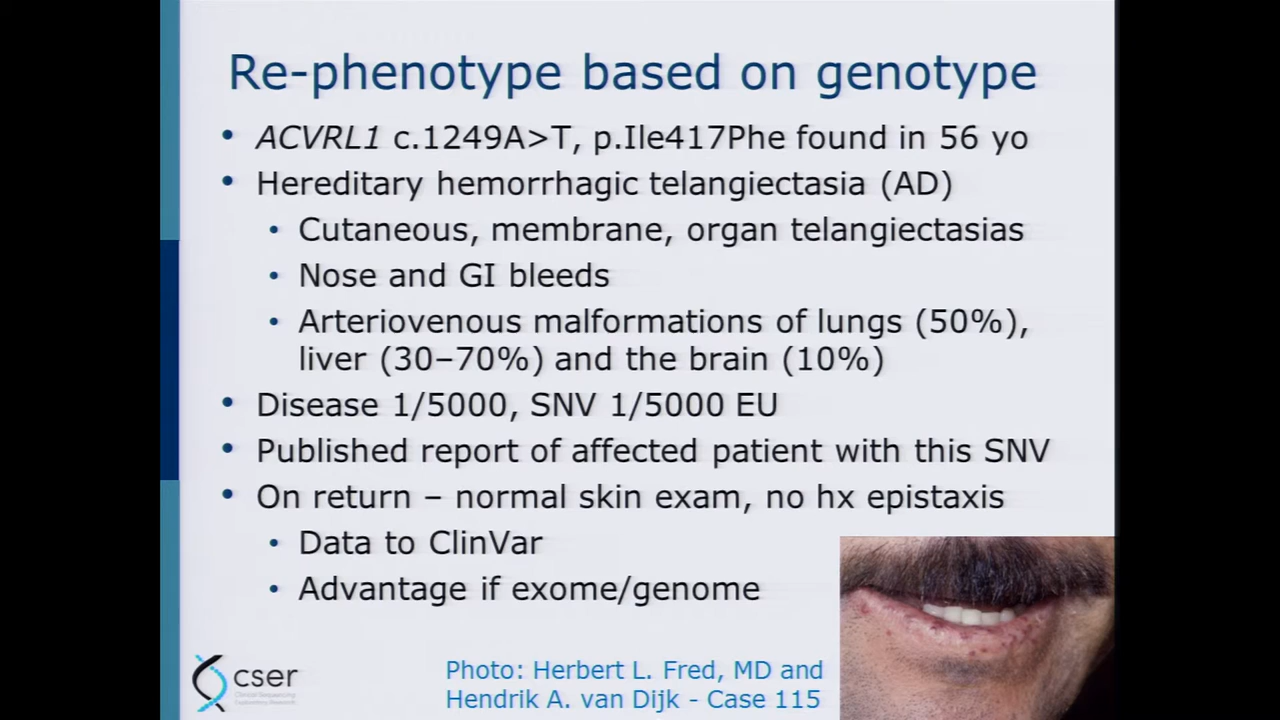 Re-phenotype based on genotype
• ACVRL1 c.1249A>T, p.Ile417Phe found in 56 yo
• Hereditary hemorrhagic telangiectasia (AD)
• Cutaneous, membrane, organ telangiectasias
• Nose and GI bleeds
• Arteriovenous malformations of lungs (50%),
liver (30–70%) and the brain (10%)
• Disease 1/5000, SNV 1/5000 EU
• Published report of affected patient with this SNV
• On return – normal skin exam, no hx epistaxis
• Data to ClinVar
• Advantage if exome/genome
cser
Clinical Sequencing
Exploratory Research
Photo: Herbert L. Fred, MD and
Hendrik A. van Dijk - Case 115